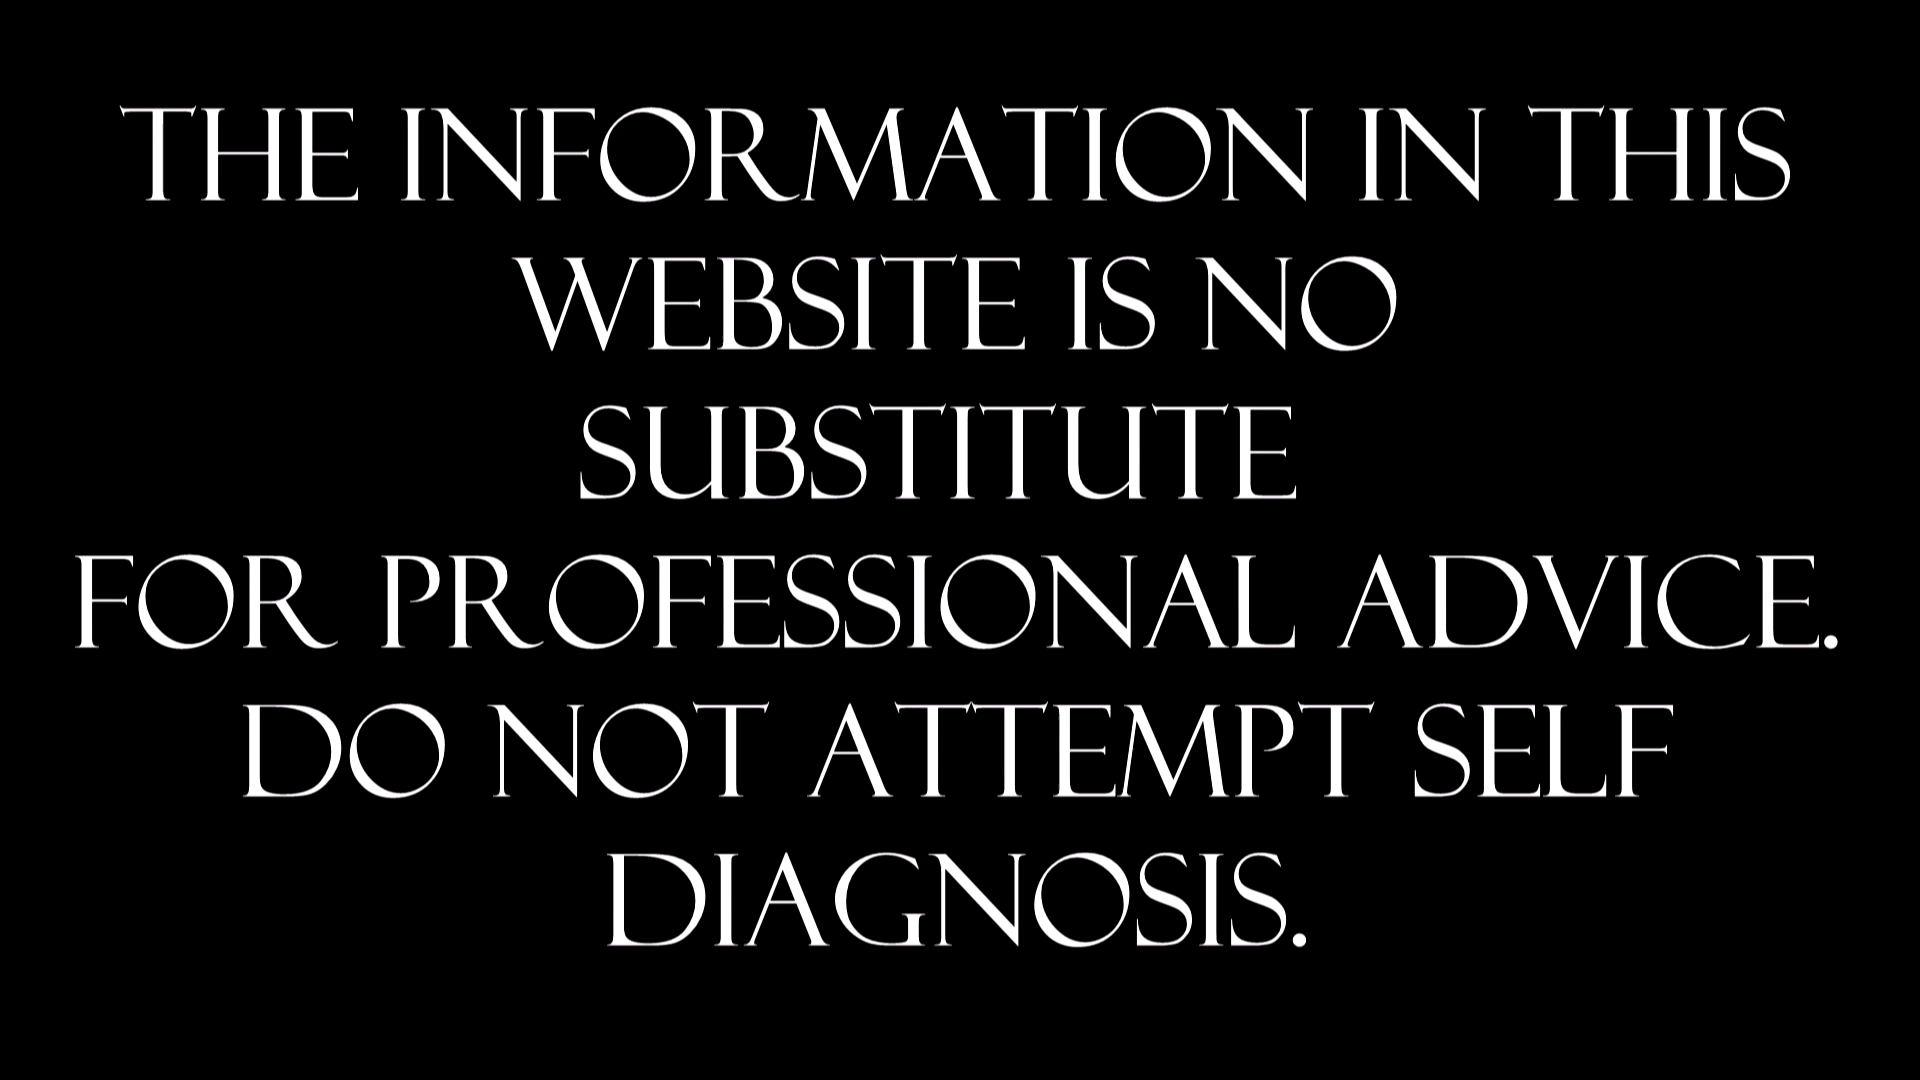 THE INFORMATION IN THIS
WEBSITE IS NO
SUBSTITUTE
FOR PROFESSIONAL ADVICE.
DO NOT ATTEMPT SELF
DIAGNOSIS.